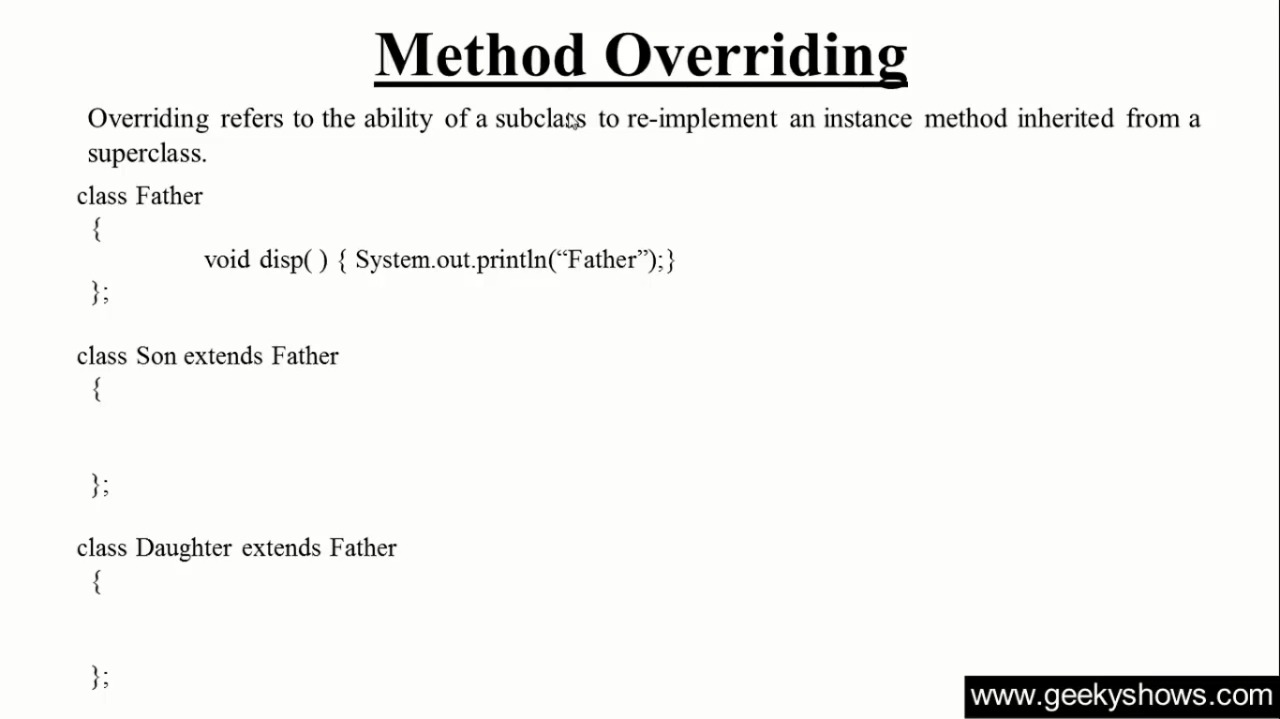 Method Overriding
Overriding refers to the ability of a subclass to re-implement an instance method inherited from a
superclass.
class Father
{
void disp( ) { System.out.println(“Father”);}
};
class Son extends Father
{
};
class Daughter extends Father
{
};
www.geekyshows.com